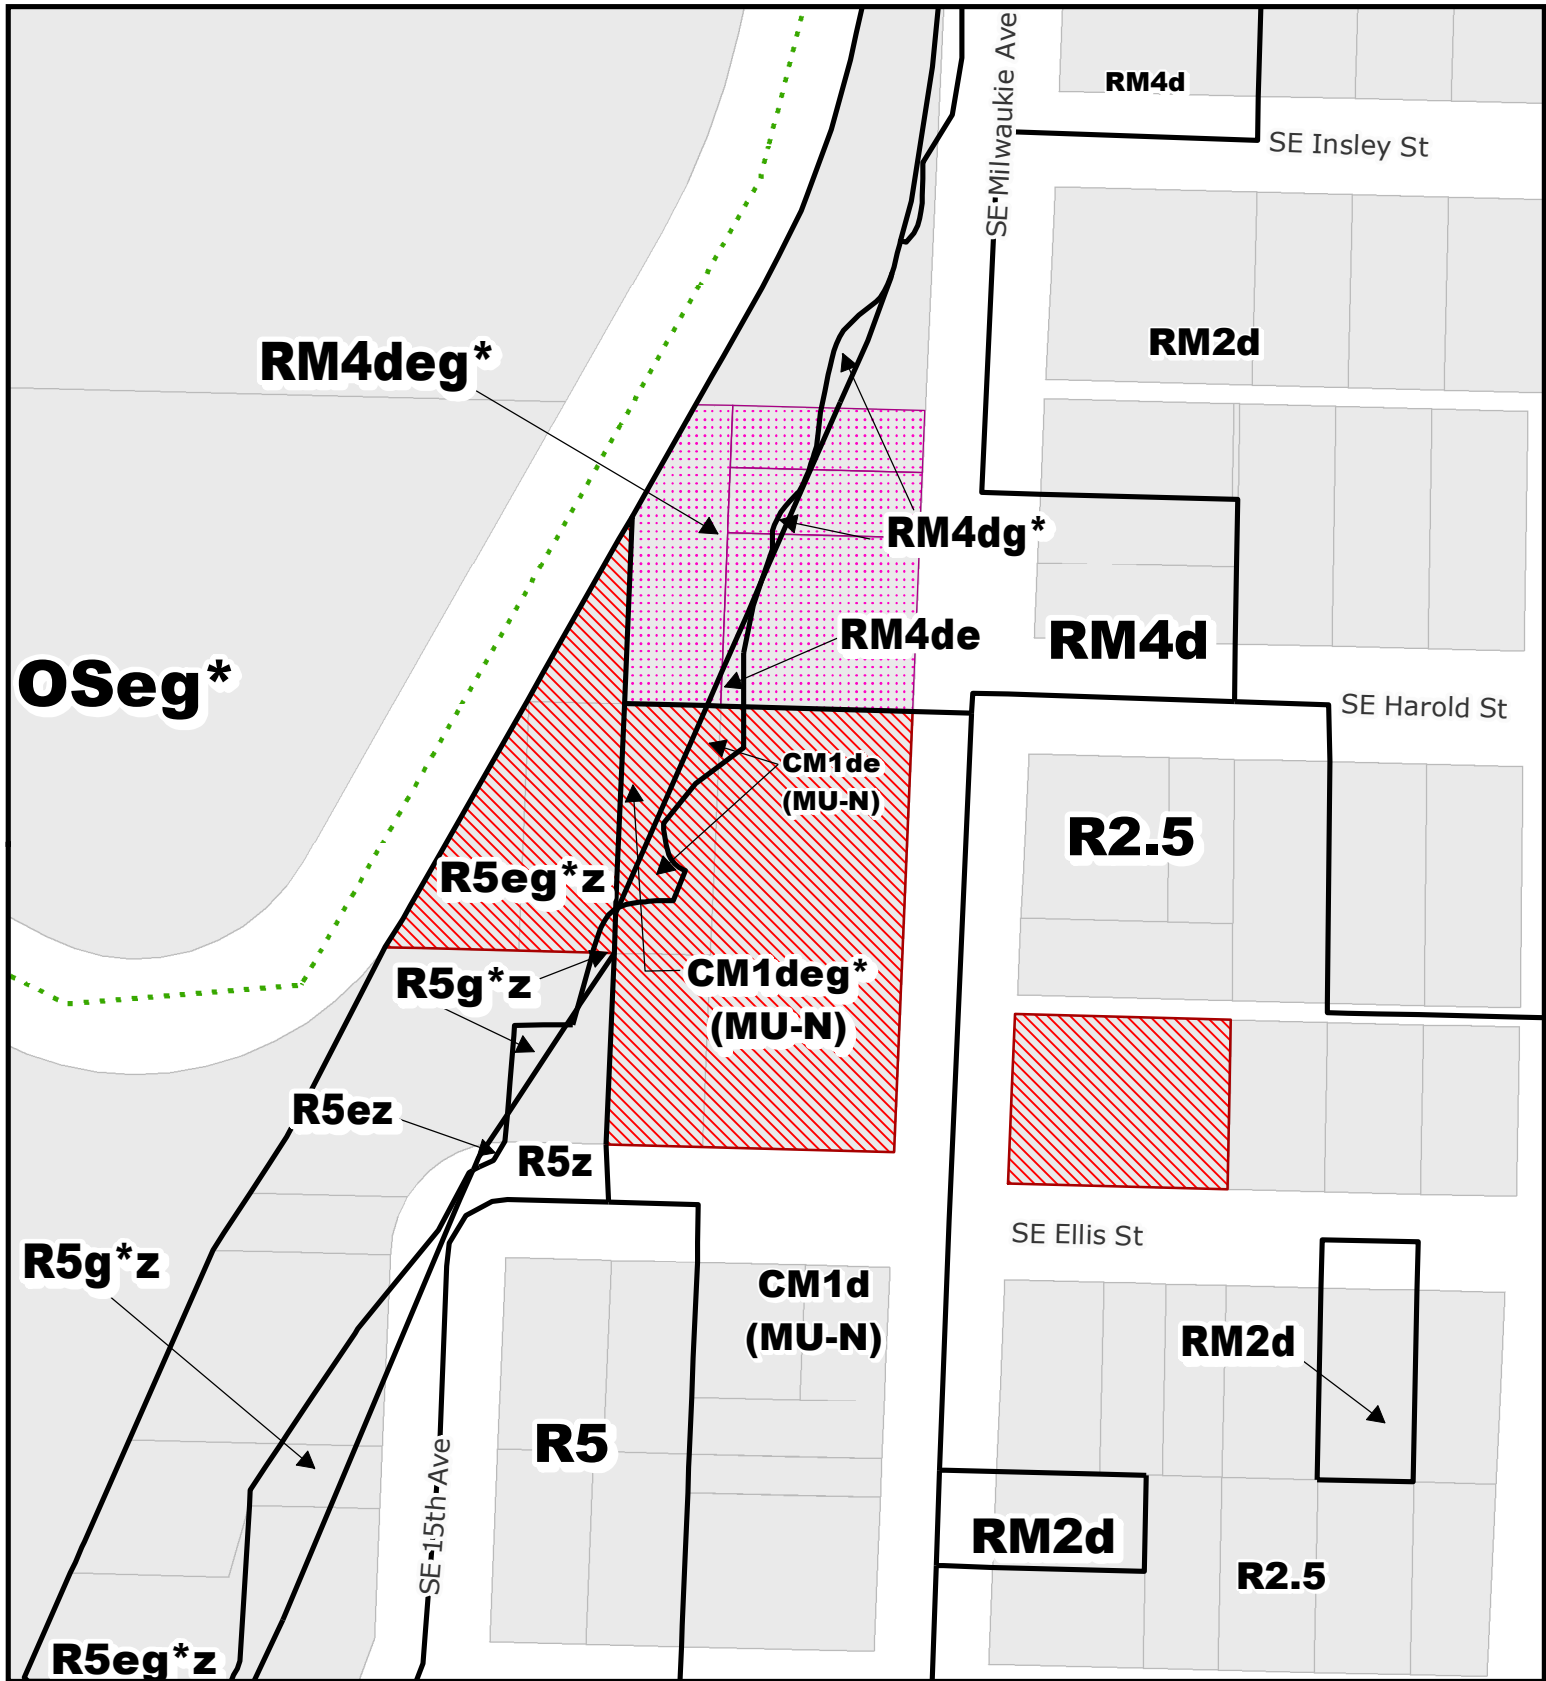 RM4d
SE Milwaukie Ave
SE Insley St
RM2d
RM4deg*
RM4dg*
RM4de
RM4d
OSeg*
SE Harold St
CM1de
(MU-N)
R2.5
R5eg*z
R5g*z
CM1deg*
(MU-N)
R5ez
R5z
SE Ellis St
R5g*z
CM1d
(MU-N)
RM2d
R5
SE 15th Ave
RM2d
R2.5
R5eg*z